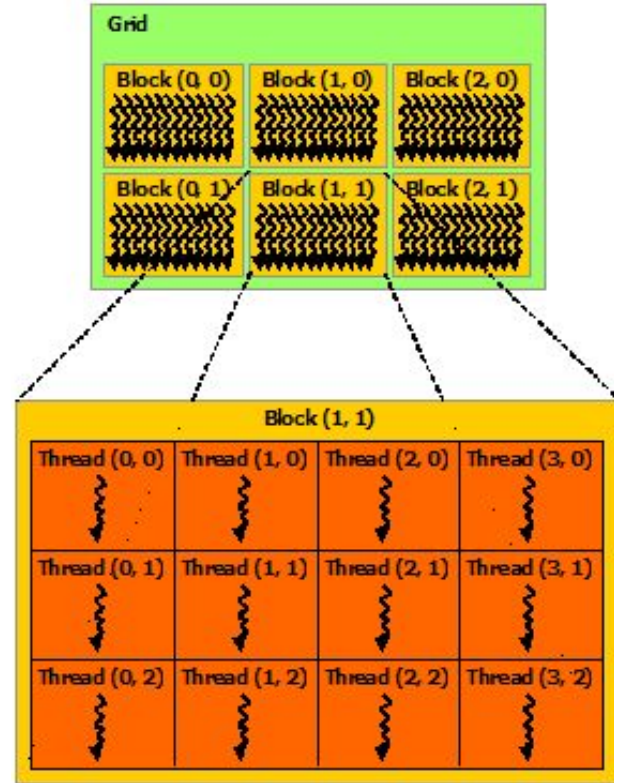 Grid
Block (0, 0) Block (1, 0) Block (2, 0)
Block (0, 1) Block (1, 1) Block (2, 1)
Block (1, 1)
Thread (0, 0) Thread (1, 0) Thread (2, 0) Thread (3, 0)
Thread (0, 1) Thread (1, 1) Thread (2, 1) Thread (3, 1)
Thread (0, 2) Thread (1, 2) Thread (2, 2) Thread (3, 2)